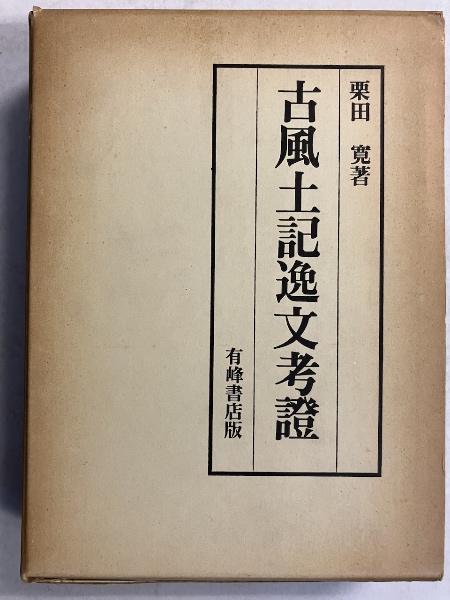 栗田 寛著
古風土記逸文考證
有峰書店版